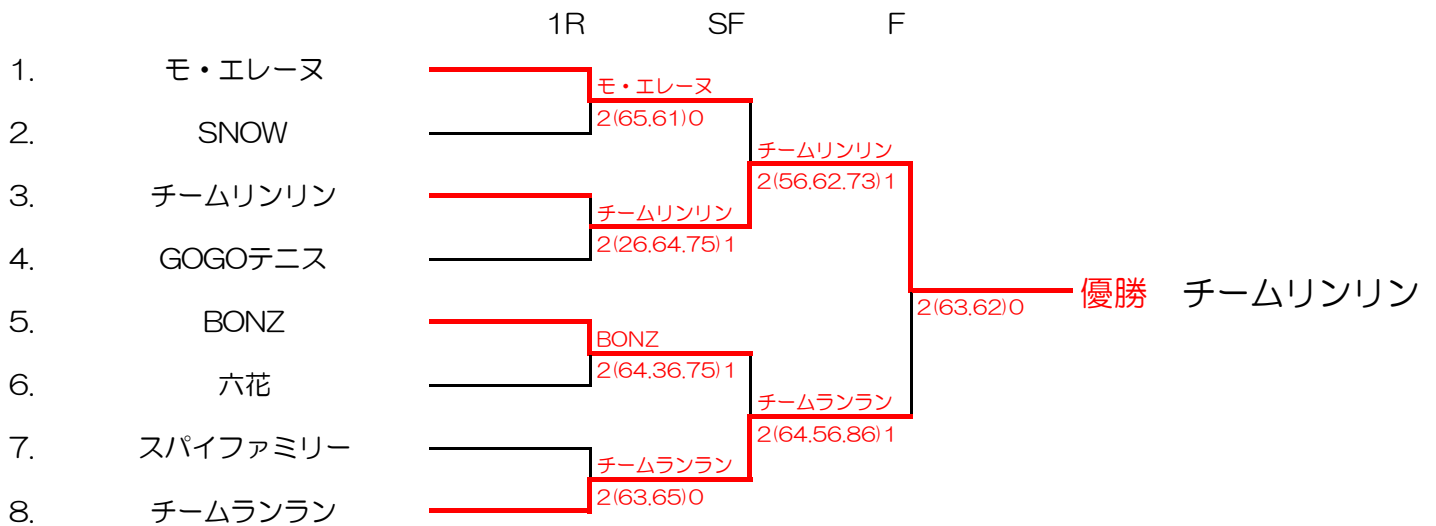 1R SF F
1. モ・エレーヌ
モ・エレーヌ
2(65.61)0
2. SNOW
チームリンリン
2(56.62.73)1
3. チームリンリン
チームリンリン
2(26.64.75)1
4. GOGOテニス
優勝 チームリンリン
2(63.62)0
5. BONZ
BONZ
2(64.36.75)1
6. 六花
チームランラン
2(64.56.86)1
7. スパイファミリー
チームランラン
2(63.65)0
8. チームランラン